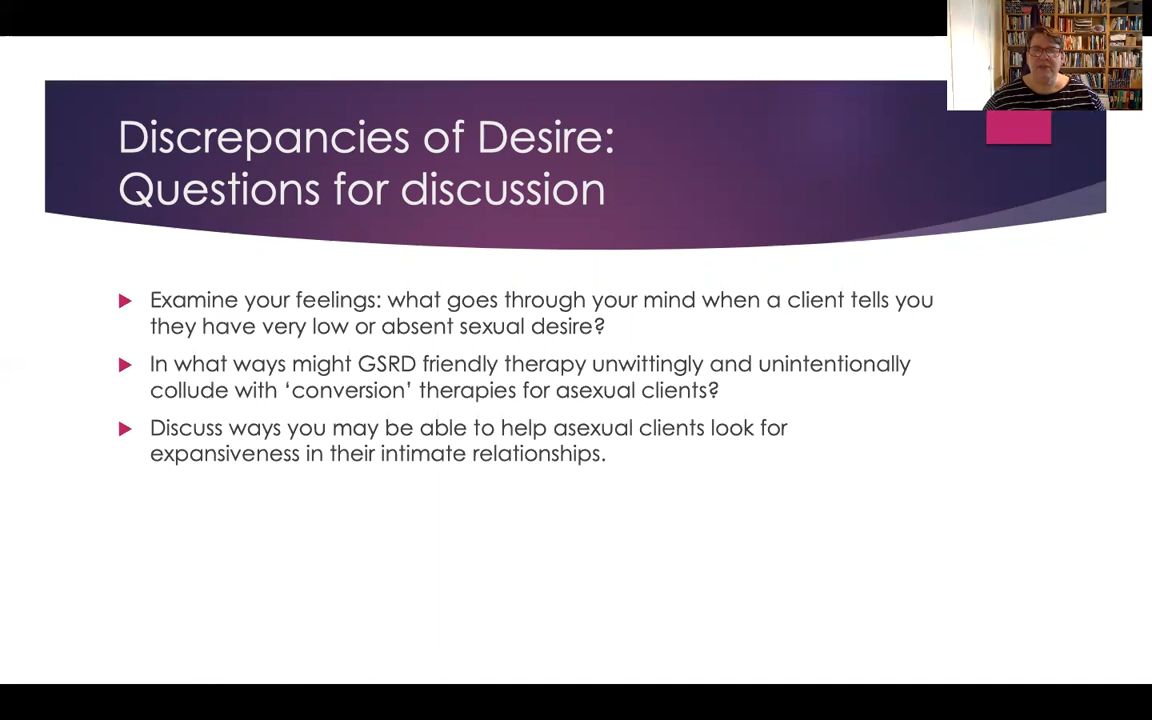 Discrepancies of Desire:
Questions for discussion
Examine your feelings: what goes through your mind when a client tells you
they have very low or absent sexual desire?
In what ways might GSRD friendly therapy unwittingly and unintentionally
collude with ‘conversion’ therapies for asexual clients?
Discuss ways you may be able to help asexual clients look for
expansiveness in their intimate relationships.